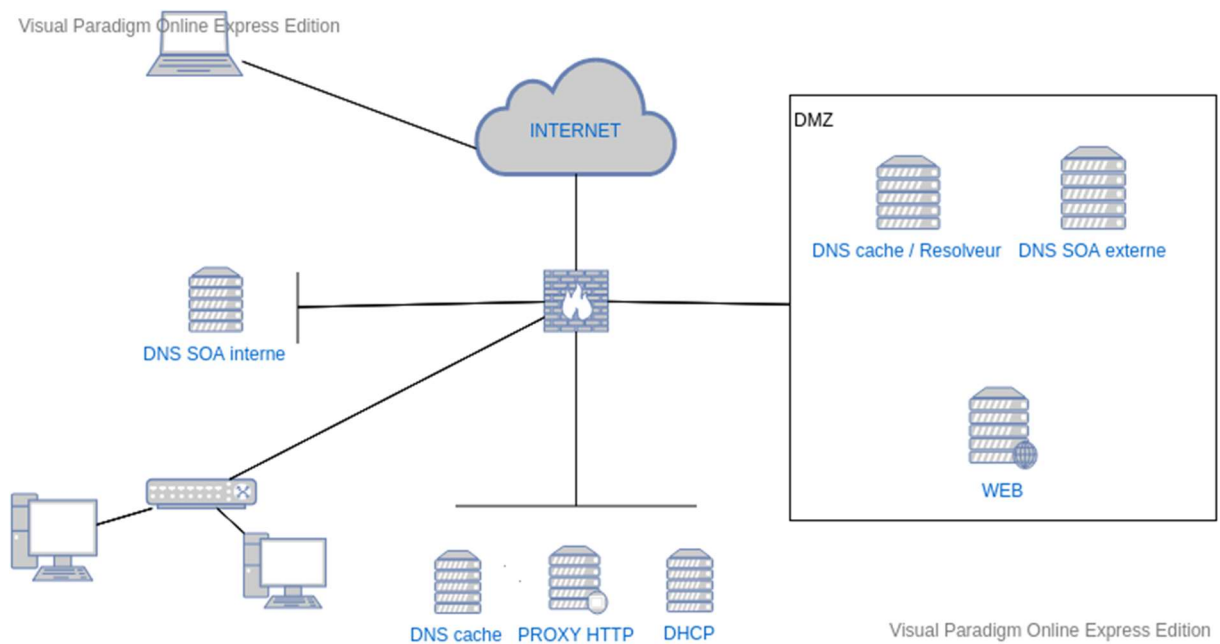 Visual Paradigm Online Express Edition
INTERNET
DMZ
DNS cache / Resolveur
DNS SOA externe
DNS SOA interne
WEB
DNS cache
PROXY HTTP
DHCP
Visual Paradigm Online Express Edition